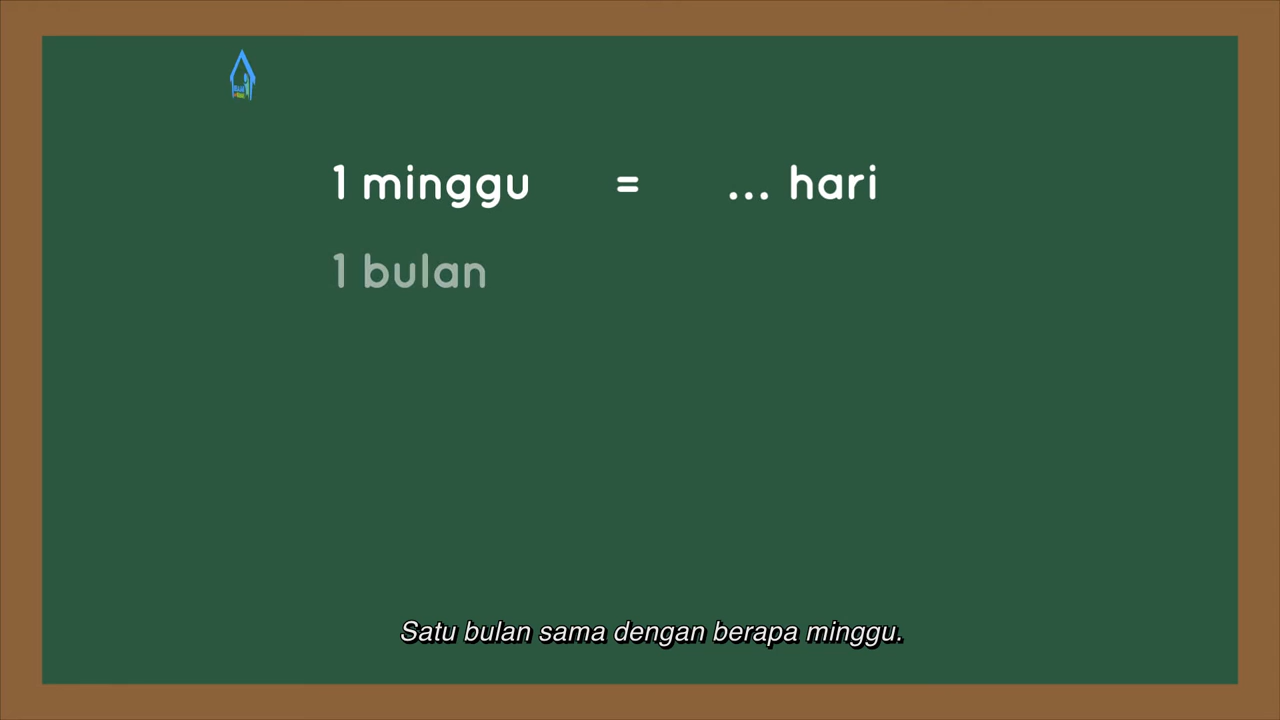 1 minggu = ... hari
1 bulan
Satu bulan sama dengan berapa minggu.